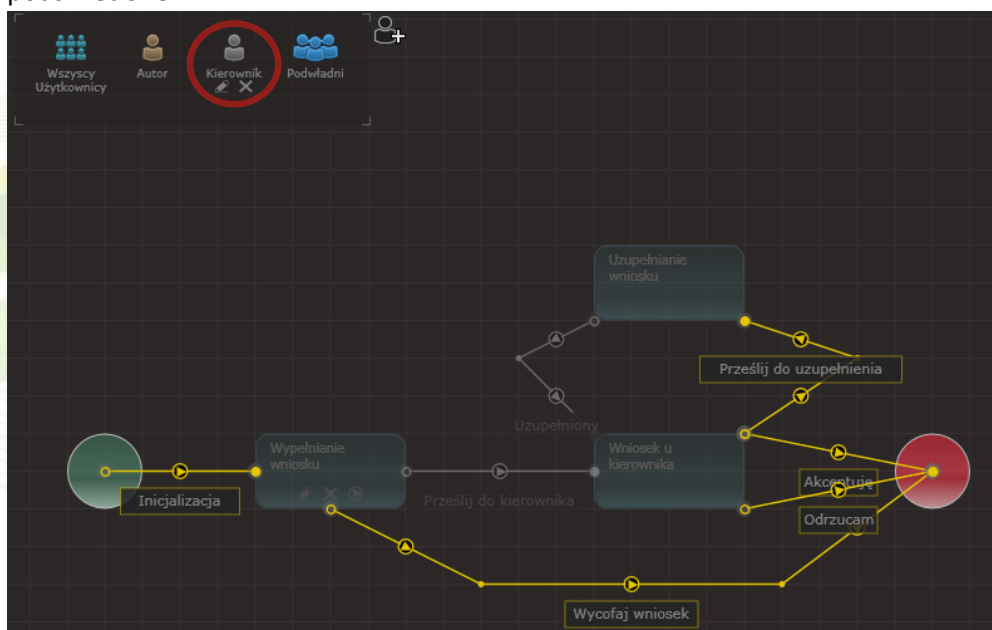 Wszyscy
Użytkownicy
Autor
Kierownik
Podwładni
Uzupełnianie
wniosku
Prześlij do uzupełnienia
Uzupełniony
Wypełnianie
wniosku
Wniosek u
kierownika
Inicjalizacja
Prześlij do kierownika
Akceptuję
Odrzucam
Wycofaj wniosek